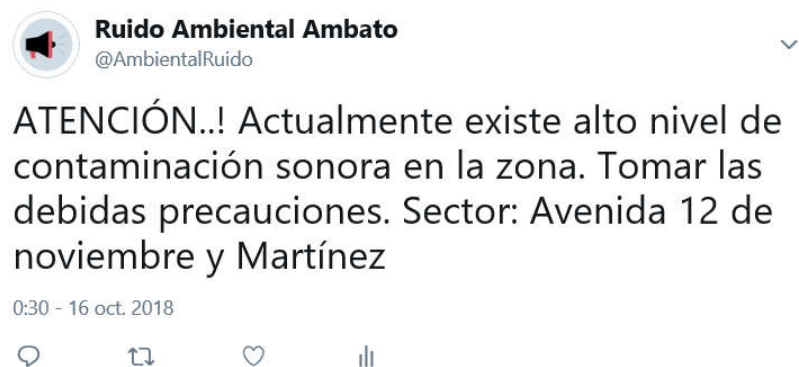 Ruido Ambiental Ambato
@AmbientalRuido
ATENCIÓN..! Actualmente existe alto nivel de
contaminación sonora en la zona. Tomar las
debidas precauciones. Sector: Avenida 12 de
noviembre y Martínez
0:30 - 16 oct. 2018